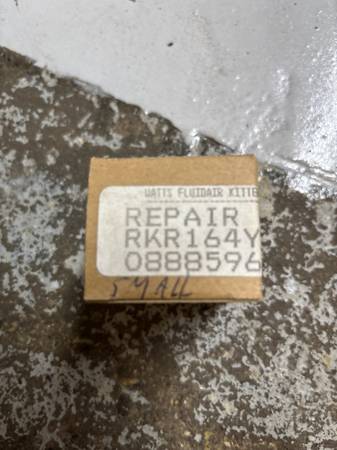 WATTS FLUIDAIR KITTE
REPAIR
RKR164Y
0888596
SMALL